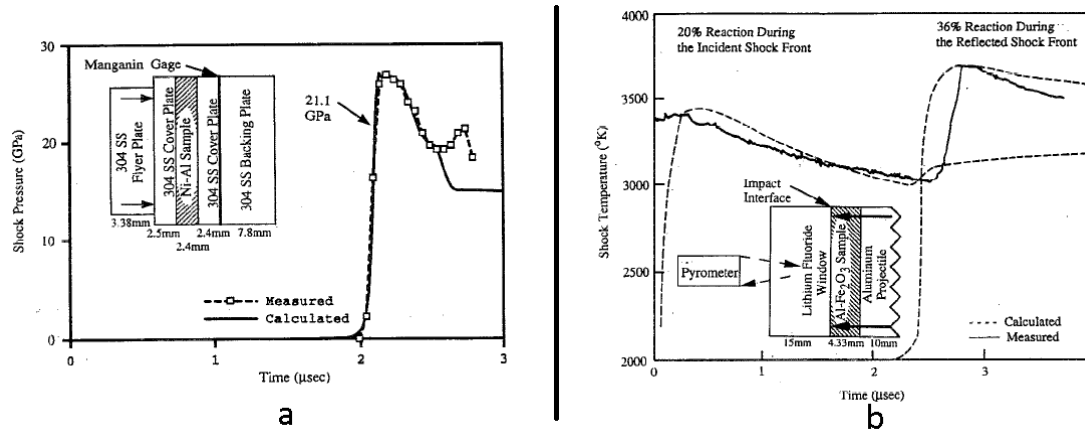 30
20
10
0
0
1
2
3
Shock Pressure (GPa)
Time (µsec)
Manganin Gage
304 SS
Flyer Plate
304 SS Cover Plate
Ni-Al Sample
304 SS Cover Plate
304 SS Backing Plate
3.38mm
2.5mm
2.4mm
2.4mm
7.8mm
21.1
GPa
Measured
Calculated
a
4000
3500
3000
2500
2000
0
1
2
3
Shock Temperature (°K)
Time (µsec)
20% Reaction During
the Incident Shock Front
36% Reaction During
the Reflected Shock Front
Impact
Interface
Pyrometer
Lithium Fluoride
Window
Al-Fe2O3 Sample
Aluminum
Projectile
15mm
4.33mm
10mm
Calculated
Measured
b